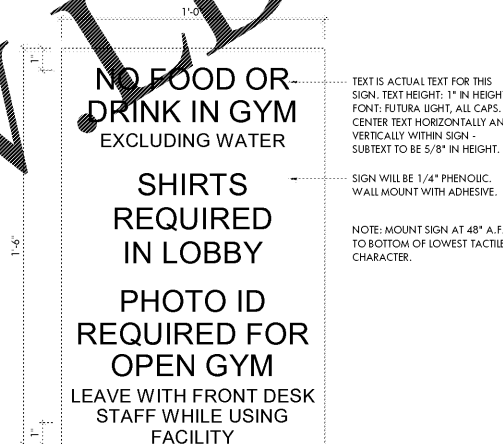 1'-0"
1"
NO FOOD OR
DRINK IN GYM
EXCLUDING WATER
SHIRTS
REQUIRED
IN LOBBY
PHOTO ID
REQUIRED FOR
OPEN GYM
LEAVE WITH FRONT DESK
STAFF WHILE USING
FACILITY
1'-6"
1"
TEXT IS ACTUAL TEXT FOR THIS
SIGN. TEXT HEIGHT: 1" IN
FONT: FUTURA LIGHT, ALL CAPS.
CENTER TEXT HORIZONTALLY
VERTICALLY WITHIN SIGN -
SUBTEXT TO BE 5/8" IN HEIGHT.
SIGN WILL BE 1/4" PHENOLIC.
WALL MOUNT WITH ADHESIVE.
NOTE: MOUNT SIGN AT 48"
TO BOTTOM OF LOWEST
CHARACTER.